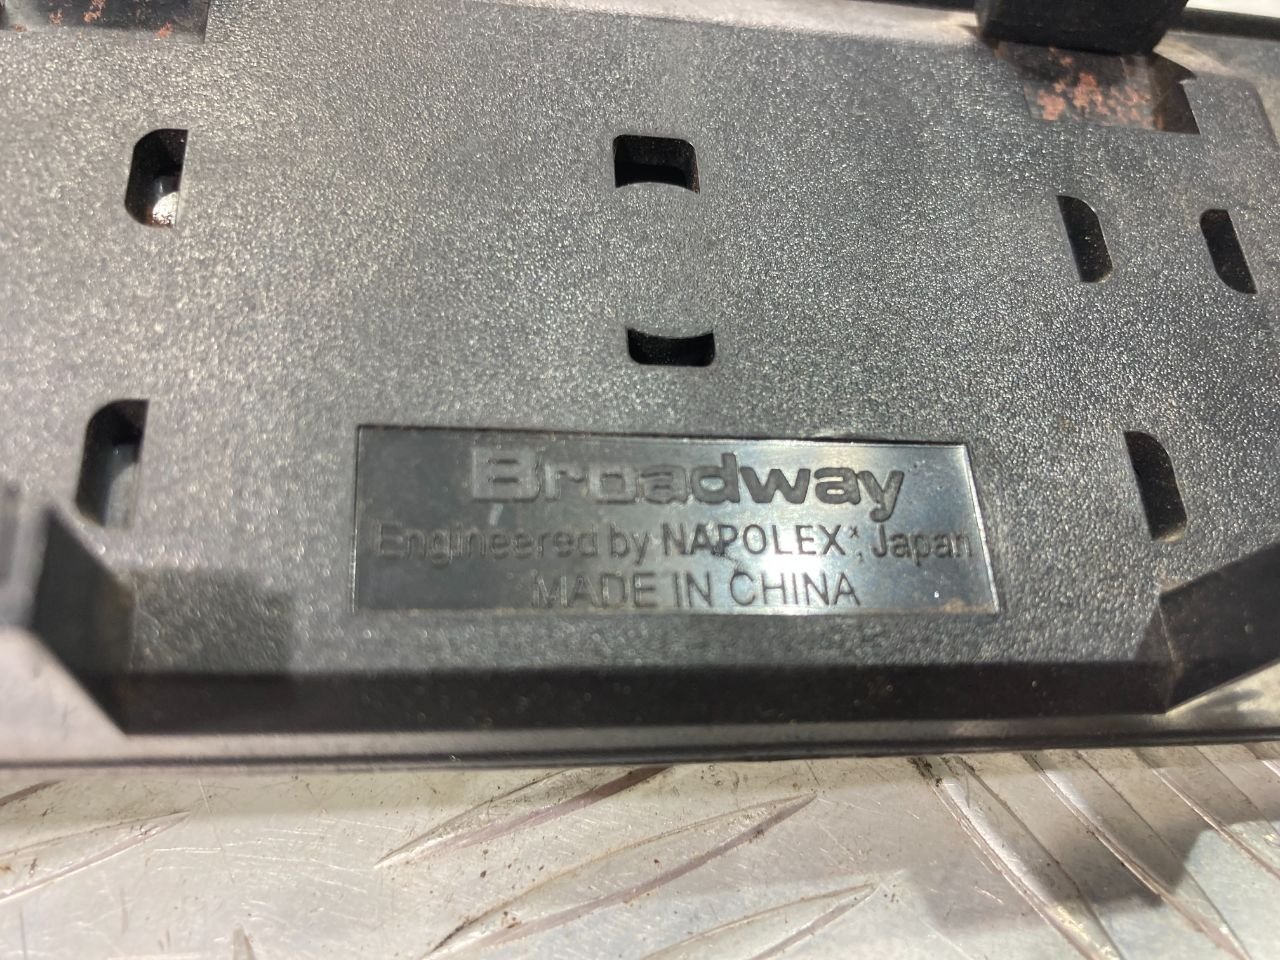 Broadway
Engineered by NAPOLEX*, Japan
MADE IN CHINA